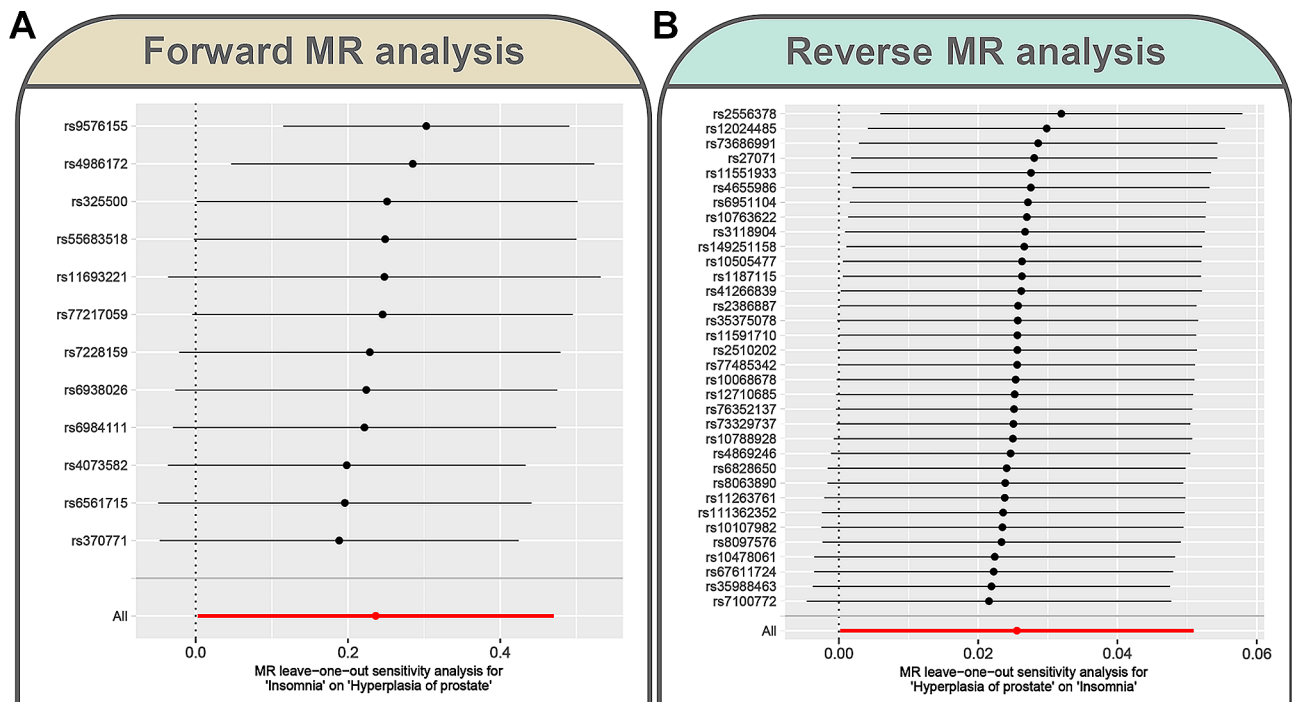 A
Forward MR analysis
rs9576155
rs4986172
rs325500
rs55683518
rs11693221
rs77217059
rs7228159
rs6938026
rs6984111
rs4073582
rs6561715
rs370771
All
0.0 0.2 0.4
MR leave−one−out sensitivity analysis for
'Insomnia' on 'Hyperplasia of prostate'
B
Reverse MR analysis
rs2556378
rs12024485
rs73686991
rs27071
rs11551933
rs4655986
rs6951104
rs10763622
rs3118904
rs149251158
rs10505477
rs1187115
rs41266839
rs2386887
rs35375078
rs11591710
rs2510202
rs77485342
rs10068678
rs12710685
rs76352137
rs73329737
rs10788928
rs4869246
rs6828650
rs8063890
rs11263761
rs111362352
rs10107982
rs8097576
rs10478061
rs67611724
rs35988463
rs7100772
All
0.00 0.02 0.04 0.06
MR leave−one−out sensitivity analysis for
'Hyperplasia of prostate' on 'Insomnia'